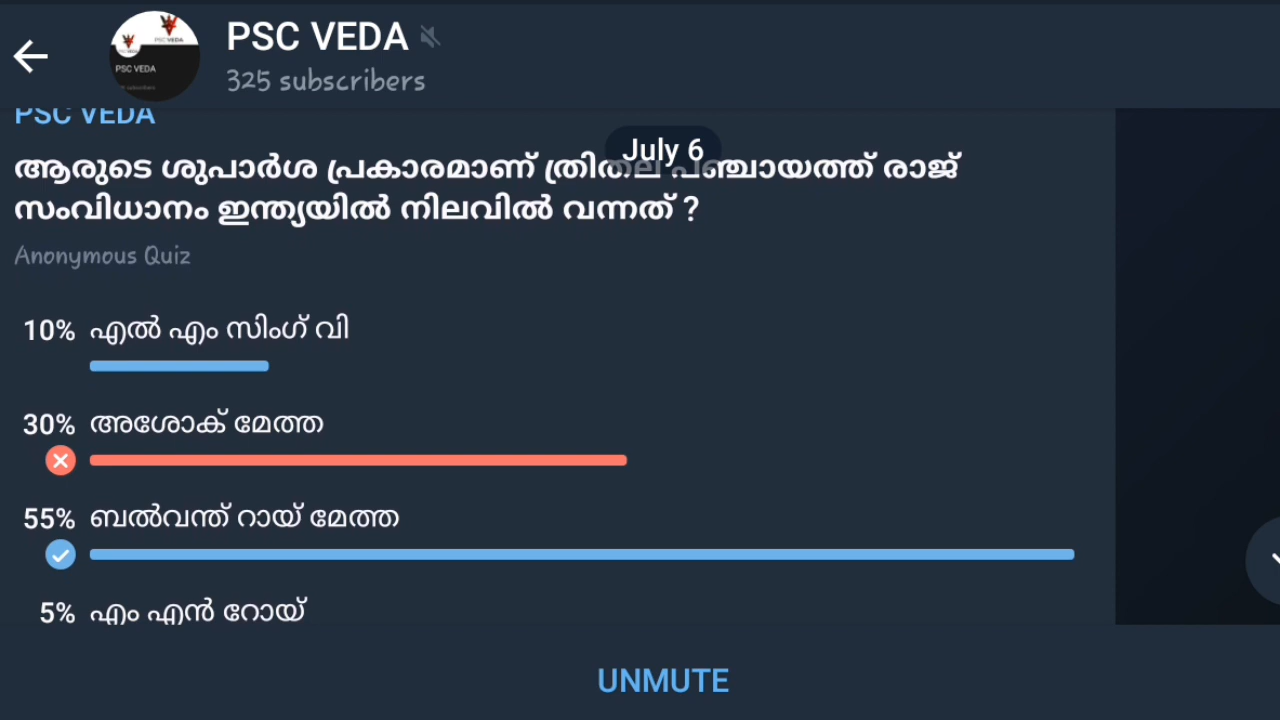 PSC VEDA
325 subscribers
PSC VEDA
July 6
ആരുടെ ശുപാർശ പ്രകാരമാണ് ത്രിതല പഞ്ചായത്ത് രാജ്
സംവിധാനം ഇന്ത്യയിൽ നിലവിൽ വന്നത് ?
Anonymous Quiz
10% എൽ എം സിംഗ് വി
30% അശോക് മേത്ത
55% ബൽവന്ത് റായ് മേത്ത
5% എം എൻ റോയ്
UNMUTE